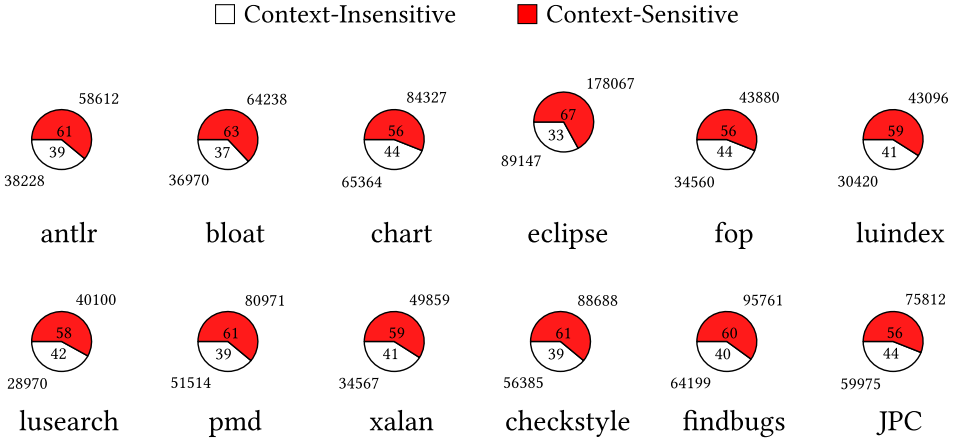 Context-Insensitive Context-Sensitive
58612 64238 84327 178067 43880 43096
61 63 56 67 56 59
39 37 44 33 44 41
38228 36970 65364 89147 34560 30420
antlr bloat chart eclipse fop luindex
40100 80971 49859 88688 95761 75812
58 61 59 61 60 56
42 39 41 39 40 44
28970 51514 34567 56385 64199 59975
lusearch pmd xalan checkstyle findbugs JPC